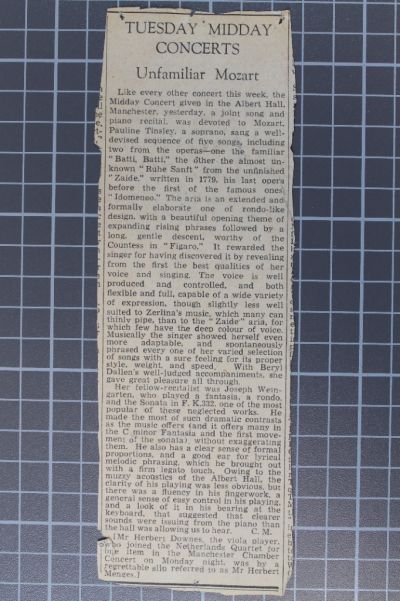 TUESDAY MIDDAY
CONCERTS
Unfamiliar Mozart
Like every other concert this week, the
Midday Concert given in the Albert Hall,
Manchester, yesterday, a joint song and
piano recital, was devoted to Mozart.
Pauline Tinsley, a soprano, sang a well-
devised sequence of five songs, including
two from the operas—one the familiar
"Batti, Batti," the other the almost un-
known "Ruhe Sanft" from the unfinished
"Zaide," written in 1779, his last opera
before the first of the famous ones,
"Idomeneo." The aria is an extended and
formally elaborate one of rondo-like
design, with a beautiful opening theme of
expanding rising phrases followed by a
long, gentle descent, worthy of the
Countess in "Figaro." It rewarded the
singer for having discovered it by revealing
from the first the best qualities of her
voice and singing. The voice is well
produced and controlled, and both
flexible and full, capable of a wide variety
of expression, though slightly less well
suited to Zerlina's music, which many can
thinly pipe, than to the "Zaide" aria, for
which few have the deep colour of voice.
Musically the singer showed herself even
more adaptable, and spontaneously
phrased every one of her varied selection
of songs with a sure feeling for its proper
style, weight, and speed. With Beryl
Dallen's well-judged accompaniments, she
gave great pleasure all through.
Her fellow-recitalist was Joseph Wein-
garten, who played a fantasia, a rondo,
and the Sonata in F, K.332, one of the most
popular of these neglected works. He
made the most of such dramatic contrasts
as the music offers (and it offers many in
the C minor Fantasia and the first move-
ment of the sonata) without exaggerating
them. He also has a clear sense of formal
proportions, and a good ear for lyrical
melodic phrasing, which he brought out
with a firm legato touch. Owing to the
muzzy acoustics of the Albert Hall, the
clarity of his playing was less obvious, but
there was a fluency in his fingerwork, a
general sense of easy control in his playing,
and a look of it in his bearing at the
keyboard, that suggested that clearer
sounds were issuing from the piano than
the hall was allowing us to hear. C. M.
[Mr Herbert Downes, the viola player,
who joined the Netherlands Quartet for
one item in the Manchester Chamber
Concert on Monday night, was by a
regrettable slip referred to as Mr Herbert
Menges.]